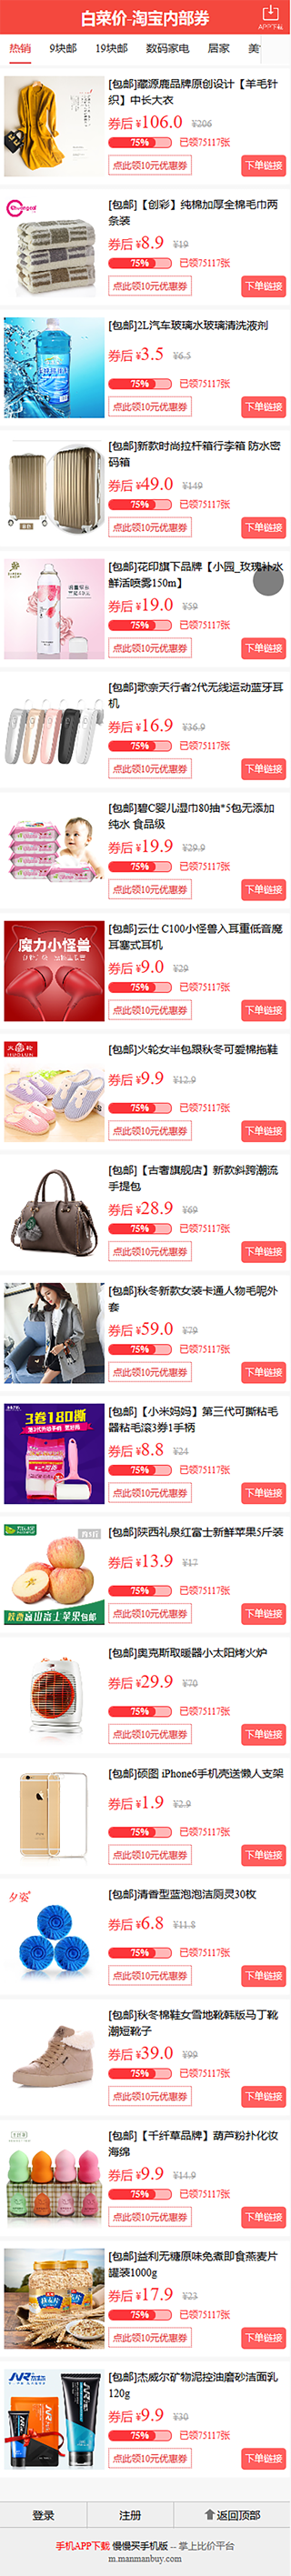 白菜价-淘宝内部券
APP下载
热销 9块邮 19块邮 数码家电 居家 美
[包邮]藏源鹿品牌原创设计【羊毛针
织】中长大衣
券后 ¥106.0 ¥206
75% 已领75117张
点此领10元优惠券 下单链接
[包邮]【创彩】纯棉加厚全棉毛巾两
条装
券后 ¥8.9 ¥19
75% 已领75117张
点此领10元优惠券 下单链接
[包邮]2L汽车玻璃水玻璃清洗液剂
券后 ¥3.5 ¥6.5
75% 已领75117张
点此领10元优惠券 下单链接
[包邮]新款时尚拉杆箱行李箱 防水密
码箱
券后 ¥49.0 ¥149
75% 已领75117张
点此领10元优惠券 下单链接
[包邮]花印旗下品牌【小园_玫瑰补水
鲜活喷雾150m】
券后 ¥19.0 ¥59
75% 已领75117张
点此领10元优惠券 下单链接
[包邮]歌奈天行者2代无线运动蓝牙耳
机
券后 ¥16.9 ¥36.9
75% 已领75117张
点此领10元优惠券 下单链接
[包邮]碧C婴儿湿巾80抽*5包无添加
纯水 食品级
券后 ¥19.9 ¥29.9
75% 已领75117张
点此领10元优惠券 下单链接
魔力小怪兽
[包邮]云仕 C100小怪兽入耳重低音魔
耳塞式耳机
券后 ¥9.0 ¥29
75% 已领75117张
点此领10元优惠券 下单链接
[包邮]火轮女半包跟秋冬可爱棉拖鞋
券后 ¥9.9 ¥12.9
75% 已领75117张
点此领10元优惠券 下单链接
[包邮]【古奢旗舰店】新款斜跨潮流
手提包
券后 ¥28.9 ¥69
75% 已领75117张
点此领10元优惠券 下单链接
[包邮]秋冬新款女装卡通人物毛呢外
套
券后 ¥59.0 ¥79
75% 已领75117张
点此领10元优惠券 下单链接
3卷180撕
[包邮]【小米妈妈】第三代可撕粘毛
器粘毛滚3券1手柄
券后 ¥8.8 ¥24
75% 已领75117张
点此领10元优惠券 下单链接
[包邮]陕西礼泉红富士新鲜苹果5斤装
券后 ¥13.9 ¥17
75% 已领75117张
点此领10元优惠券 下单链接
[包邮]奥克斯取暖器小太阳烤火炉
券后 ¥29.9 ¥70
75% 已领75117张
点此领10元优惠券 下单链接
[包邮]硕图 iPhone6手机壳送懒人支架
券后 ¥1.9 ¥2.9
75% 已领75117张
点此领10元优惠券 下单链接
夕姿
[包邮]清香型蓝泡泡洁厕灵30枚
券后 ¥6.8 ¥11.8
75% 已领75117张
点此领10元优惠券 下单链接
[包邮]秋冬棉鞋女雪地靴韩版马丁靴
潮短靴子
券后 ¥39.0 ¥99
75% 已领75117张
点此领10元优惠券 下单链接
[包邮]【千纤草品牌】葫芦粉扑化妆
海绵
券后 ¥9.9 ¥14.9
75% 已领75117张
点此领10元优惠券 下单链接
[包邮]益利无糖原味免煮即食燕麦片
罐装1000g
券后 ¥17.9 ¥23
75% 已领75117张
点此领10元优惠券 下单链接
[包邮]杰威尔矿物泥控油磨砂洁面乳
120g
券后 ¥9.9 ¥30
75% 已领75117张
点此领10元优惠券 下单链接
登录 注册 返回顶部
手机APP下载 慢慢买手机版 -- 掌上比价平台
m.manmanbuy.com